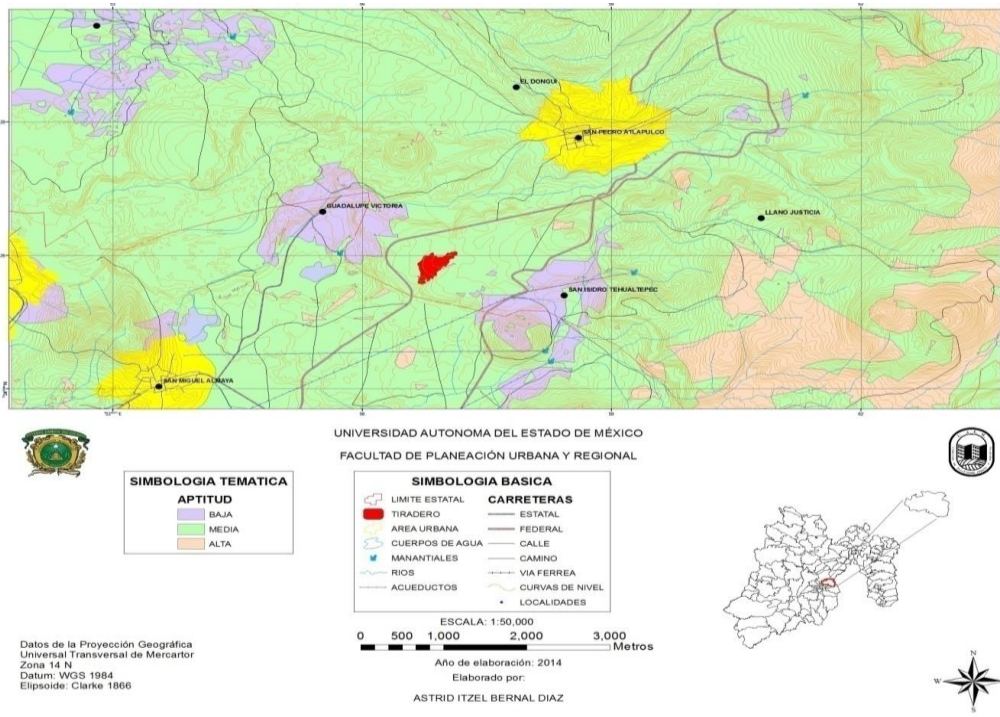 EL DONGUI
SAN PEDRO ATLAPULCO
GUADALUPE VICTORIA
LLANO JUSTICIA
SAN ISIDRO TEHUALTEPEC
SAN MIGUEL ALMAYA
UNIVERSIDAD AUTONOMA DEL ESTADO DE MÉXICO
FACULTAD DE PLANEACIÓN URBANA Y REGIONAL
SIMBOLOGIA TEMATICA
APTITUD
BAJA
MEDIA
ALTA
SIMBOLOGIA BASICA
LIMITE ESTATAL
TIRADERO
AREA URBANA
CUERPOS DE AGUA
MANANTIALES
RIOS
ACUEDUCTOS
CARRETERAS
ESTATAL
FEDERAL
CALLE
CAMINO
VIA FERREA
CURVAS DE NIVEL
LOCALIDADES
ESCALA: 1:50,000
0 500 1,000 2,000 3,000
Metros
Año de elaboración: 2014
Elaborado por:
ASTRID ITZEL BERNAL DIAZ
Datos de la Proyección Geográfica
Universal Transversal de Mercartor
Zona 14 N
Datum: WGS 1984
Elipsoide: Clarke 1866
N
W E
S